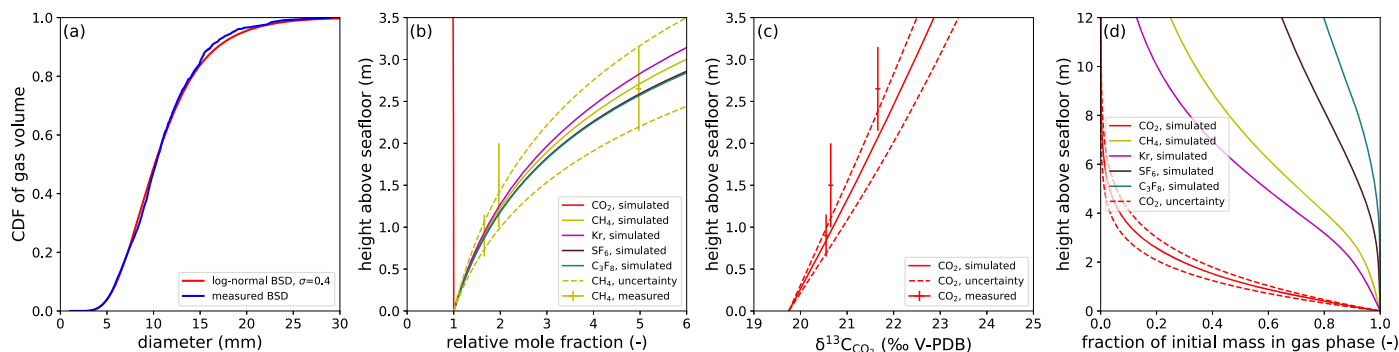 (a)
CDF of gas volume
1.0
0.8
0.6
0.4
0.2
0.0
log-normal BSD, σ=0.4
measured BSD
0 5 10 15 20 25 30
diameter (mm)
(b)
height above seafloor (m)
3.5
3.0
2.5
2.0
1.5
1.0
0.5
0.0
CO₂, simulated
CH₄, simulated
Kr, simulated
SF₆, simulated
C₃F₈, simulated
CH₄, uncertainty
CH₄, measured
0 1 2 3 4 5 6
relative mole fraction (-)
(c)
height above seafloor (m)
3.5
3.0
2.5
2.0
1.5
1.0
0.5
0.0
CO₂, simulated
CO₂, uncertainty
CO₂, measured
19 20 21 22 23 24 25
δ¹³C_CO₂ (‰ V-PDB)
(d)
height above seafloor (m)
12
10
8
6
4
2
0
CO₂, simulated
CH₄, simulated
Kr, simulated
SF₆, simulated
C₃F₈, simulated
CO₂, uncertainty
0.0 0.2 0.4 0.6 0.8 1.0
fraction of initial mass in gas phase (-)